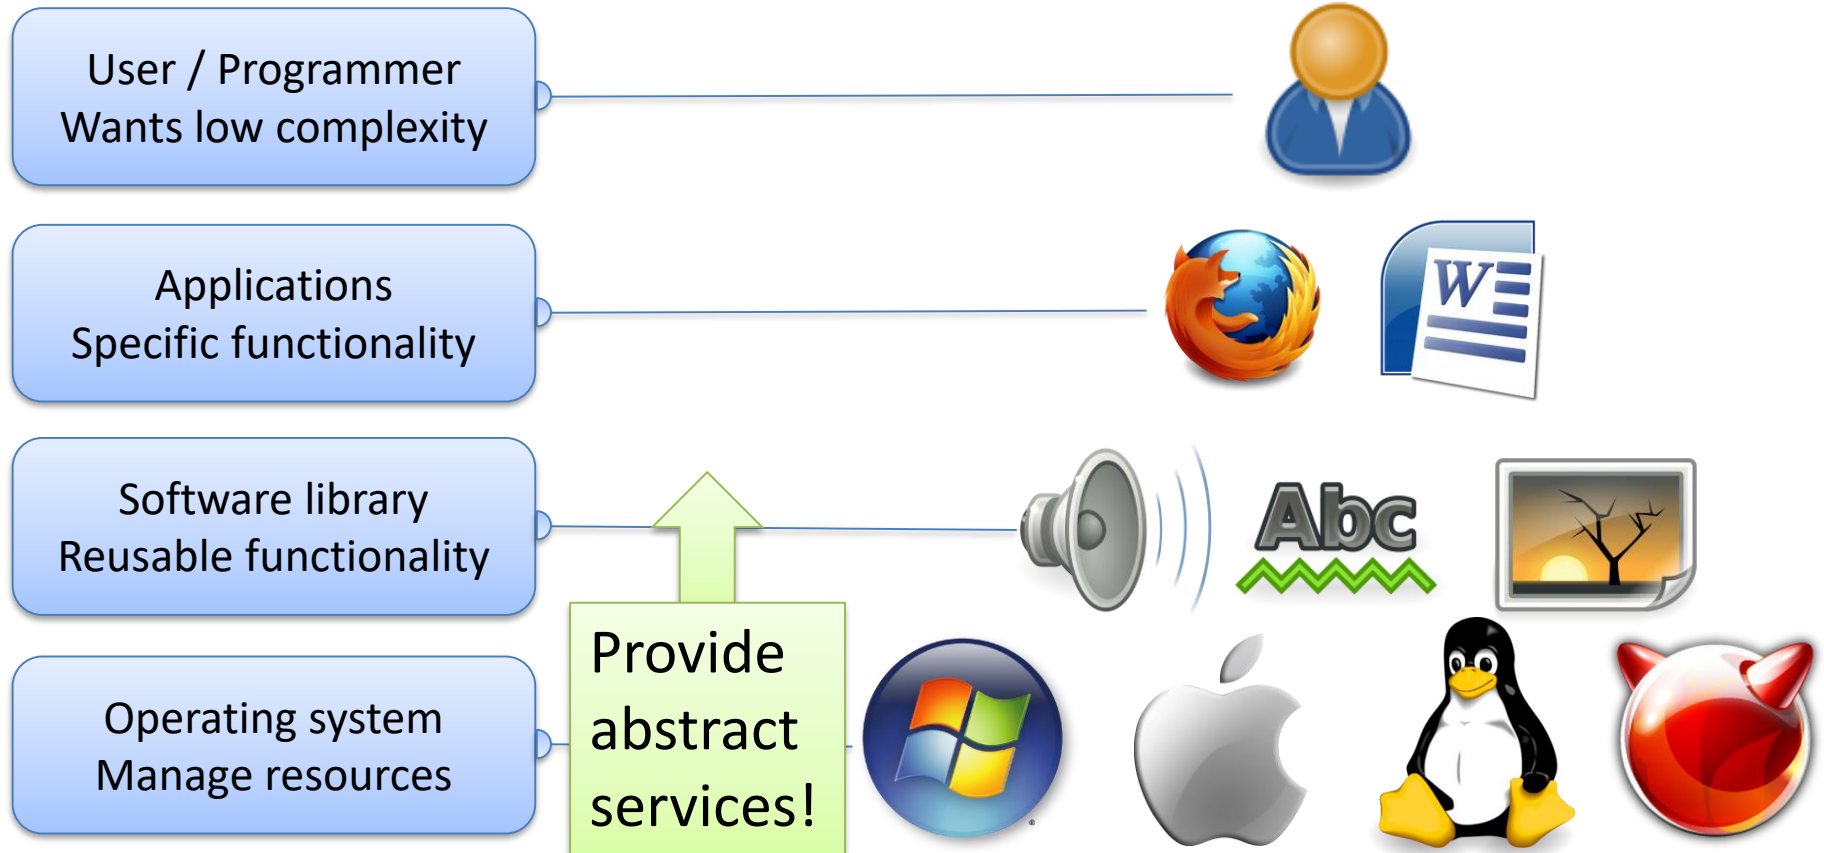 User / Programmer
Wants low complexity
Applications
Specific functionality
W
Software library
Reusable functionality
Abc
Provide
abstract
services!
Operating system
Manage resources